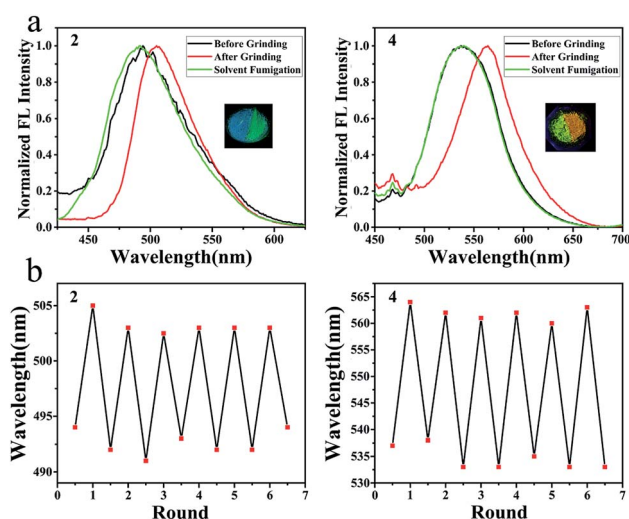 a
2
Before Grinding
After Grinding
Solvent Fumigation
Normalized FL Intensity
1.0
0.8
0.6
0.4
0.2
0.0
450 500 550 600
Wavelength(nm)
4
Before Grinding
After Grinding
Solvent Fumigation
Normalized FL Intensity
1.0
0.8
0.6
0.4
0.2
0.0
450 500 550 600 650 700
Wavelength(nm)
b
2
Wavelength(nm)
505
500
494
490
0 1 2 3 4 5 6 7
Round
4
Wavelength(nm)
565
560
555
550
545
540
535
530
0 1 2 3 4 5 6 7
Round